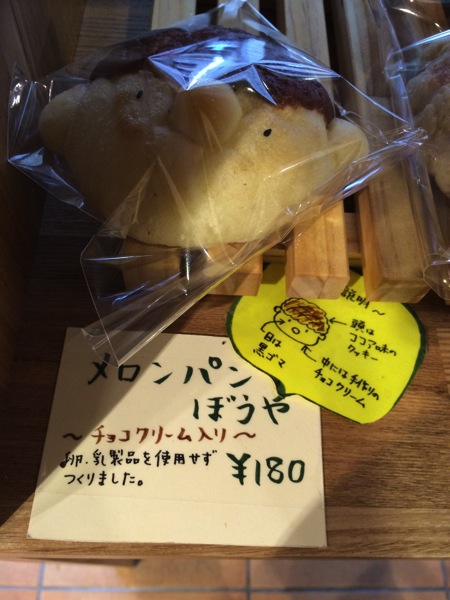 説明〜
頭は
ココア味の
クッキー
目は
黒ゴマ
中には手作りの
チョコクリーム
メロンパン
ぼうや
〜チョコクリーム入り〜
卵、乳製品を使用せず
つくりました。
¥180